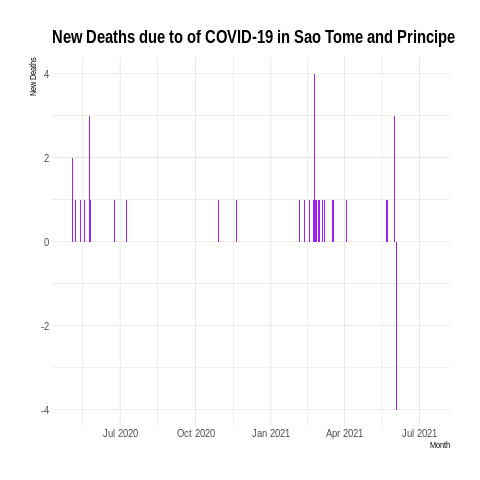 New Deaths due to of COVID-19 in Sao Tome and Principe
New Deaths
4
2
0
-2
-4
Jul 2020 Oct 2020 Jan 2021 Apr 2021 Jul 2021
Month